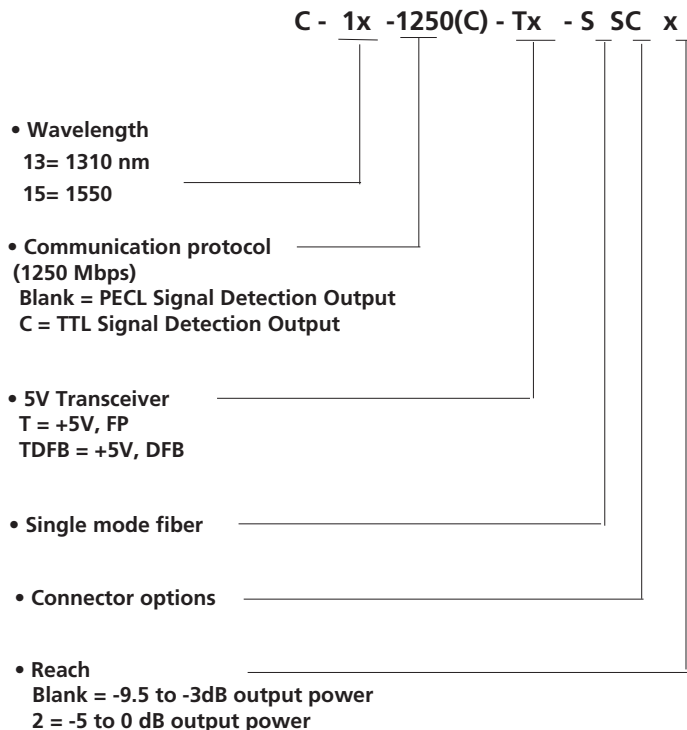 C - 1x -1250(C) - Tx - S SC x
• Wavelength
13= 1310 nm
15= 1550
• Communication protocol
(1250 Mbps)
Blank = PECL Signal Detection Output
C = TTL Signal Detection Output
• 5V Transceiver
T = +5V, FP
TDFB = +5V, DFB
• Single mode fiber
• Connector options
• Reach
Blank = -9.5 to -3dB output power
2 = -5 to 0 dB output power